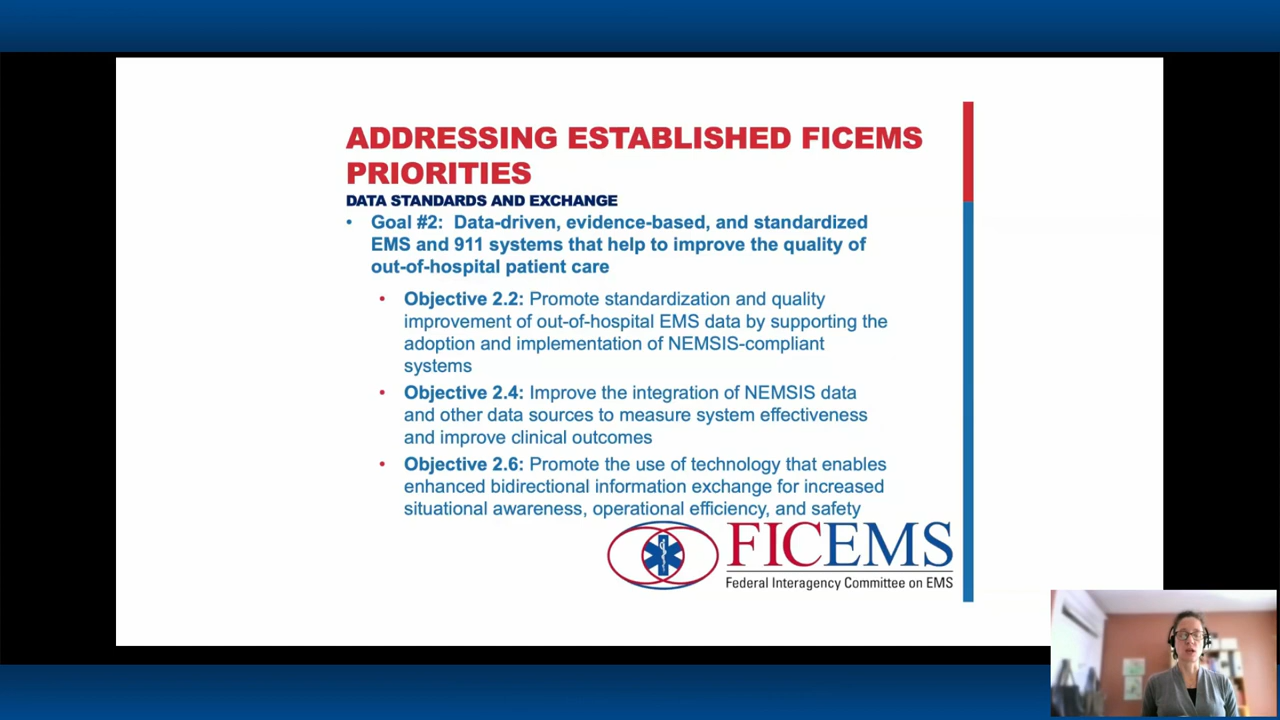 ADDRESSING ESTABLISHED FICEMS
PRIORITIES
DATA STANDARDS AND EXCHANGE
• Goal #2: Data-driven, evidence-based, and standardized
EMS and 911 systems that help to improve the quality of
out-of-hospital patient care
• Objective 2.2: Promote standardization and quality
improvement of out-of-hospital EMS data by supporting the
adoption and implementation of NEMSIS-compliant
systems
• Objective 2.4: Improve the integration of NEMSIS data
and other data sources to measure system effectiveness
and improve clinical outcomes
• Objective 2.6: Promote the use of technology that enables
enhanced bidirectional information exchange for increased
situational awareness, operational efficiency, and safety
FICEMS
Federal Interagency Committee on EMS